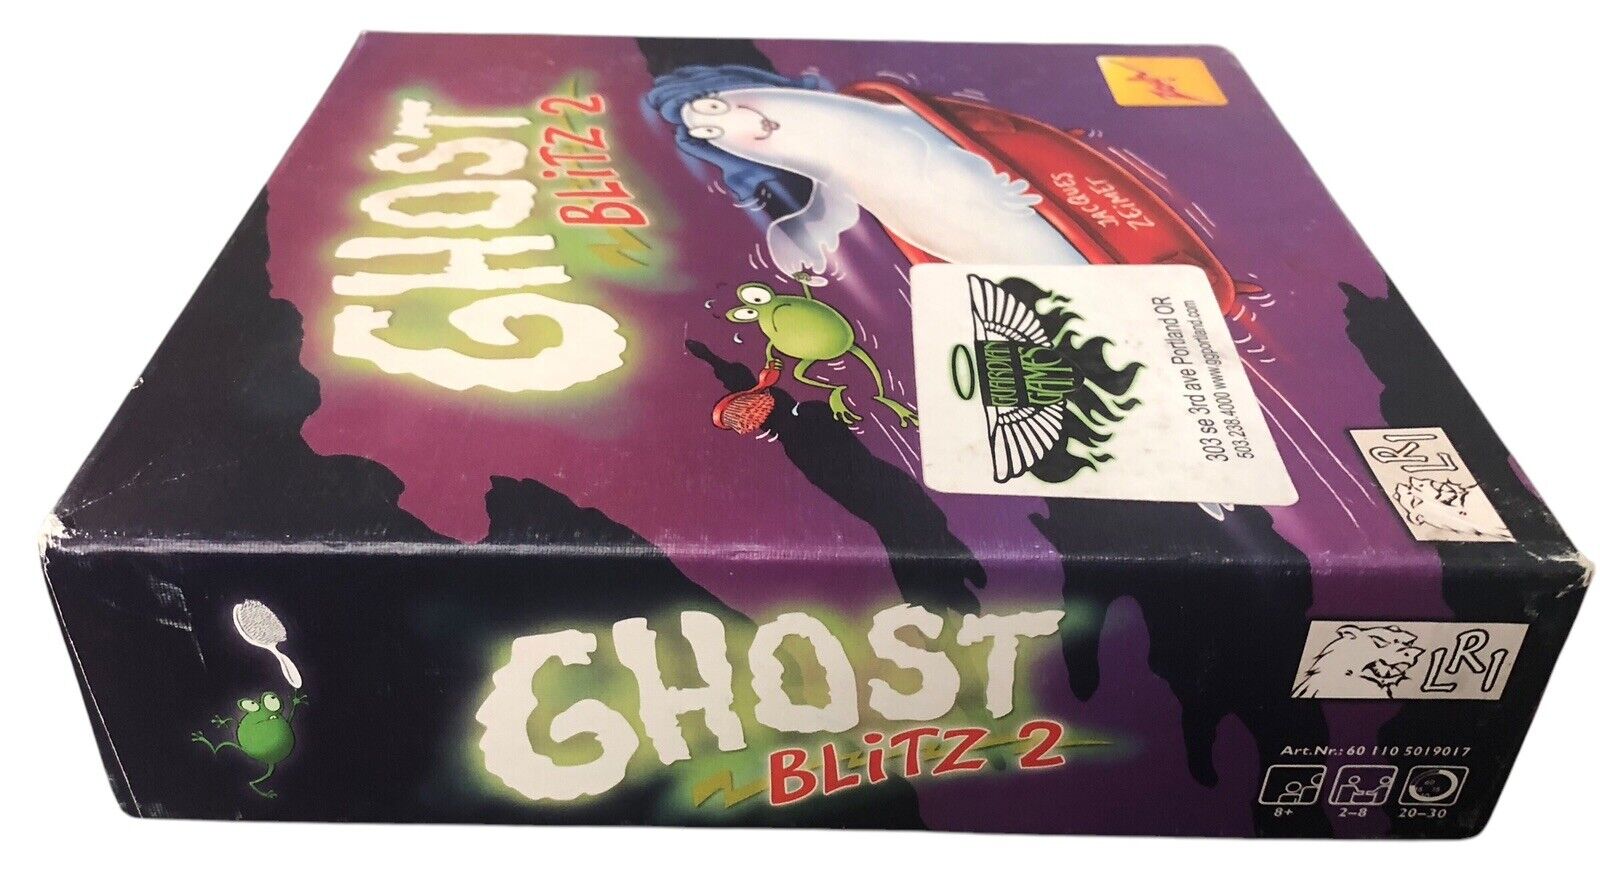 GHOST
BLiTZ 2
zoch
JACQUES
ZEiMET
GUARDIAN
GAMES
303 se 3rd ave Portland OR
503.238.4000 www.ggportland.com
LRI
GHOST
BLiTZ 2
LRI
Art.Nr.: 60 110 5019017
8+
2–8
20–30